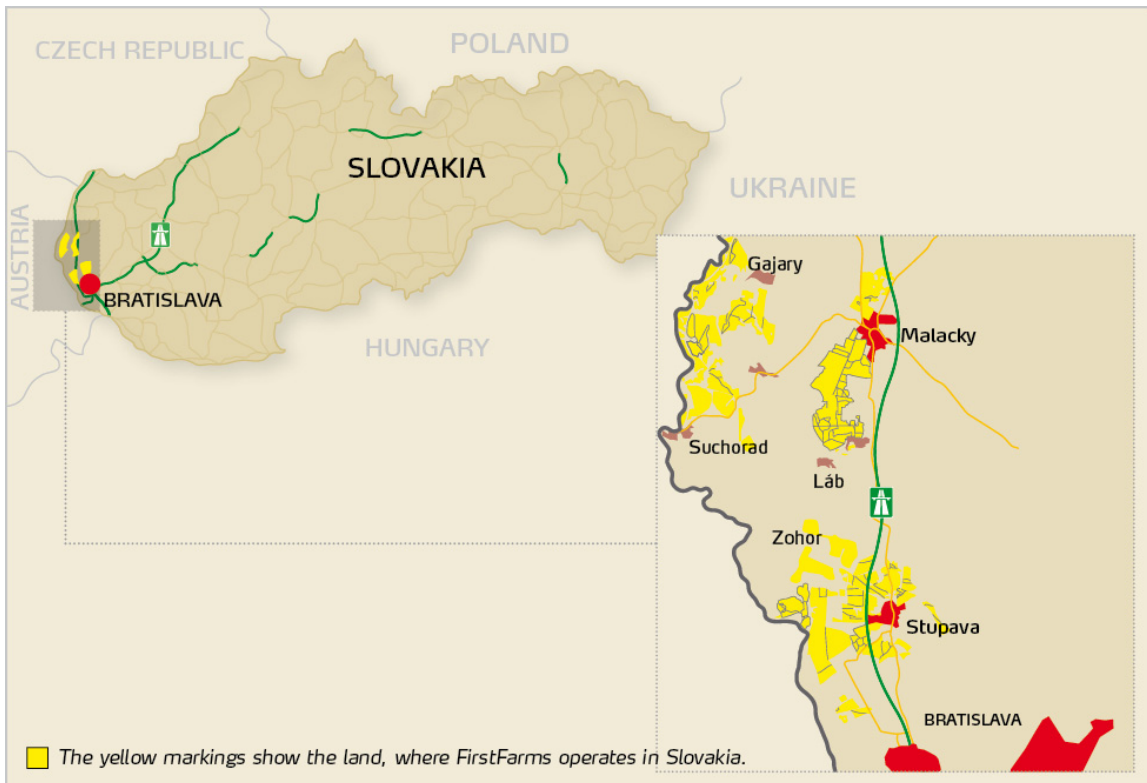 CZECH REPUBLIC
POLAND
SLOVAKIA
UKRAINE
AUSTRIA
BRATISLAVA
HUNGARY
Gajary
Malacky
Suchorad
Láb
Zohor
Stupava
BRATISLAVA
The yellow markings show the land, where FirstFarms operates in Slovakia.